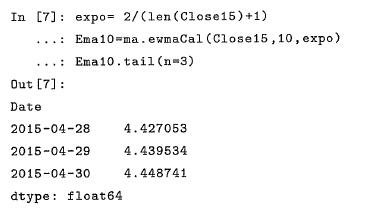 In [7]: expo= 2/(len(Close15)+1)
...: Ema10=ma.ewmaCal(Close15,10,expo)
...: Ema10.tail(n=3)
Out[7]:
Date
2015-04-28    4.427053
2015-04-29    4.439534
2015-04-30    4.448741
dtype: float64